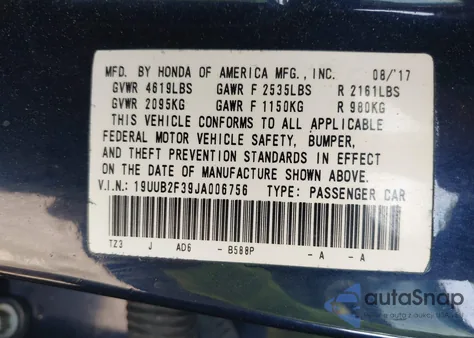 MFD. BY HONDA OF AMERICA MFG., INC. 08/'17
GVWR 4619LBS GAWR F 2535LBS R 2161LBS
GVWR 2095KG GAWR F 1150KG R 980KG
THIS VEHICLE CONFORMS TO ALL APPLICABLE
FEDERAL MOTOR VEHICLE SAFETY, BUMPER,
AND THEFT PREVENTION STANDARDS IN EFFECT
ON THE DATE OF MANUFACTURE SHOWN ABOVE.
V.I.N: 19UUB2F39JA006756 TYPE: PASSENGER CAR
TZ3 J AD6 - B588P - A - A
autoSnap